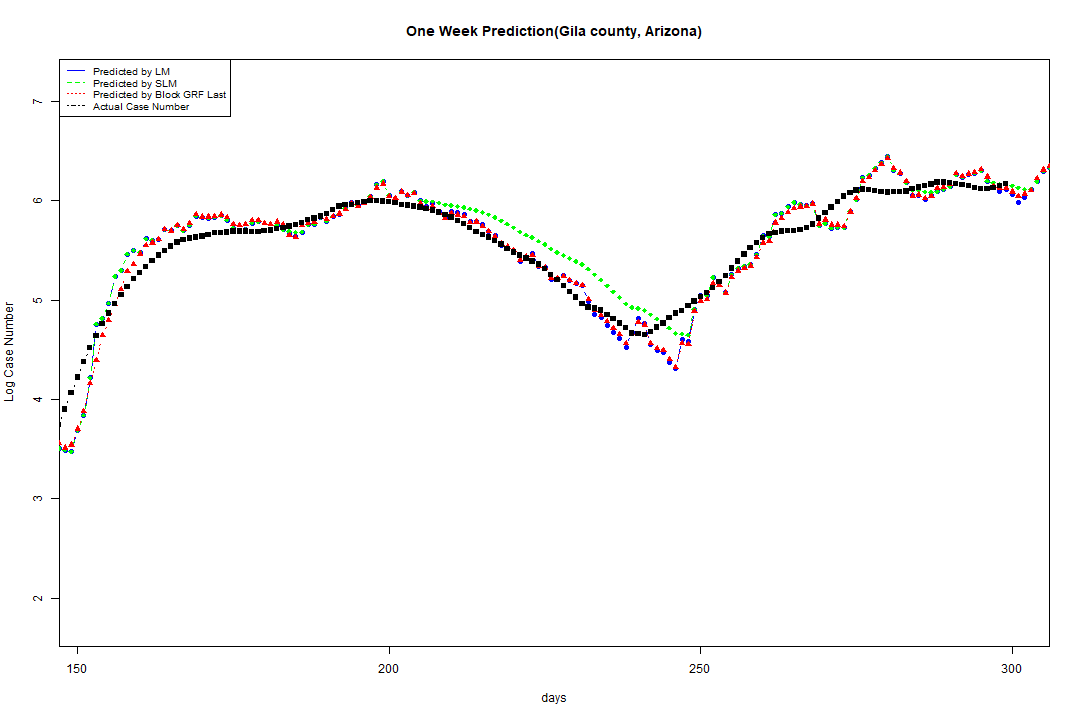 One Week Prediction(Gila county, Arizona)
Predicted by LM
Predicted by SLM
Predicted by Block GRF Last
Actual Case Number
7
6
5
4
3
2
Log Case Number
150 200 250 300
days